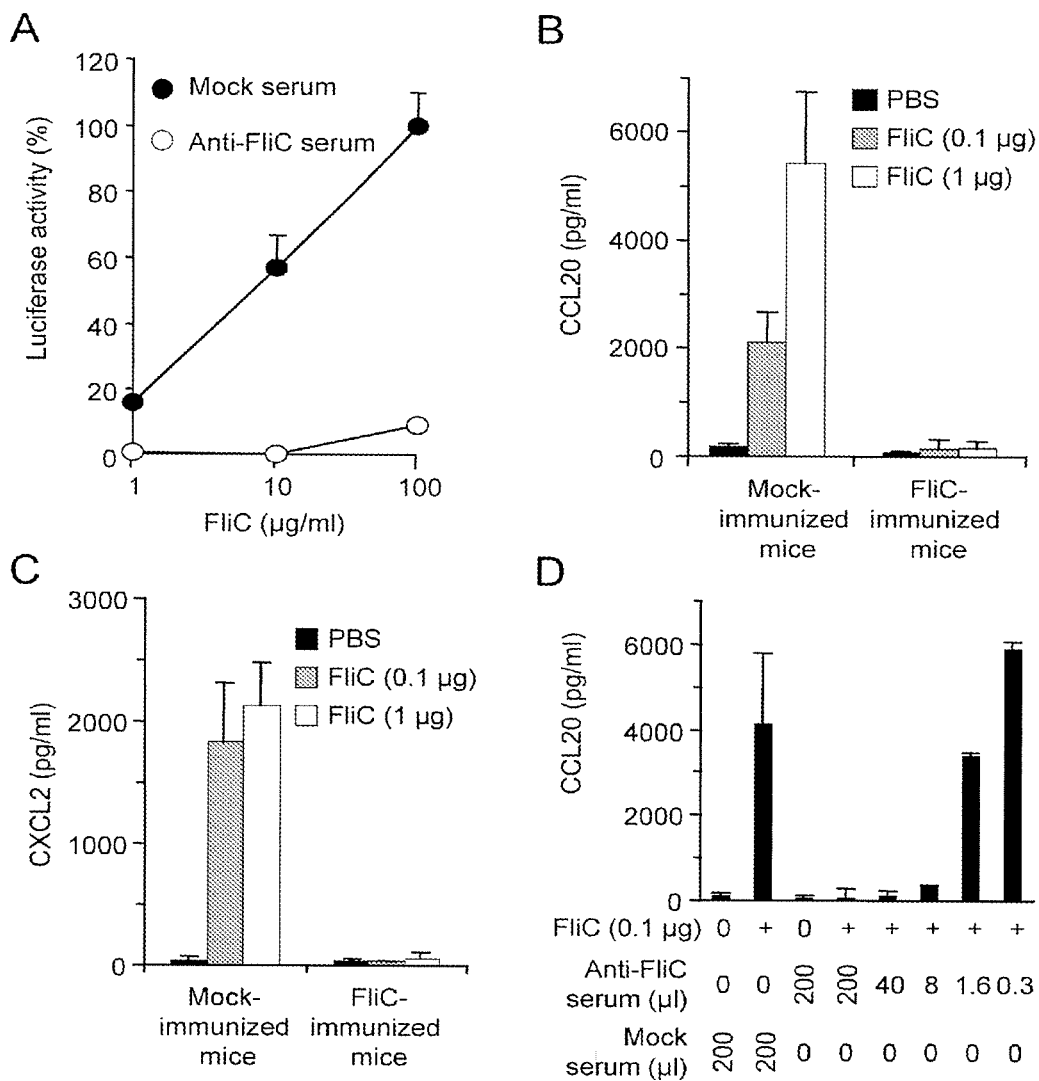 A
120
100
80
60
40
20
0
Luciferase activity (%)
Mock serum
Anti-FliC serum
1 10 100
FliC (µg/ml)
B
6000
4000
2000
0
CCL20 (pg/ml)
PBS
FliC (0.1 µg)
FliC (1 µg)
Mock-
immunized
mice
FliC-
immunized
mice
C
3000
2000
1000
0
CXCL2 (pg/ml)
PBS
FliC (0.1 µg)
FliC (1 µg)
Mock-
immunized
mice
FliC-
immunized
mice
D
6000
4000
2000
0
CCL20 (pg/ml)
FliC (0.1 µg) 0 + 0 + + + + +
Anti-FliC
serum (µl) 0 0 200 200 40 8 1.6 0.3
Mock
serum (µl) 200 200 0 0 0 0 0 0